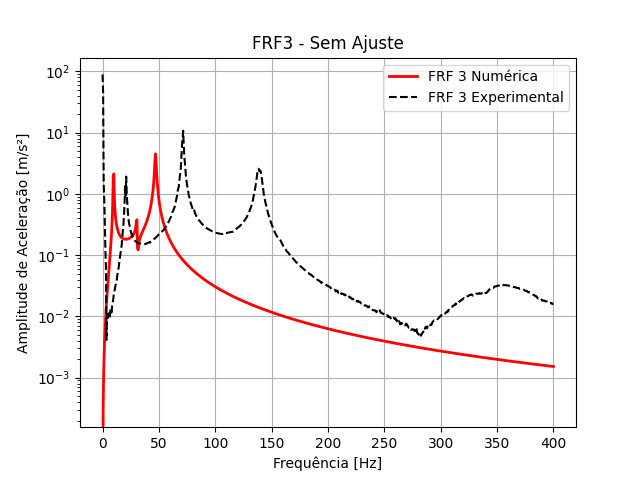 FRF3 - Sem Ajuste
FRF 3 Numérica
FRF 3 Experimental
Amplitude de Aceleração [m/s²]
10²
10¹
10⁰
10⁻¹
10⁻²
10⁻³
0 50 100 150 200 250 300 350 400
Frequência [Hz]